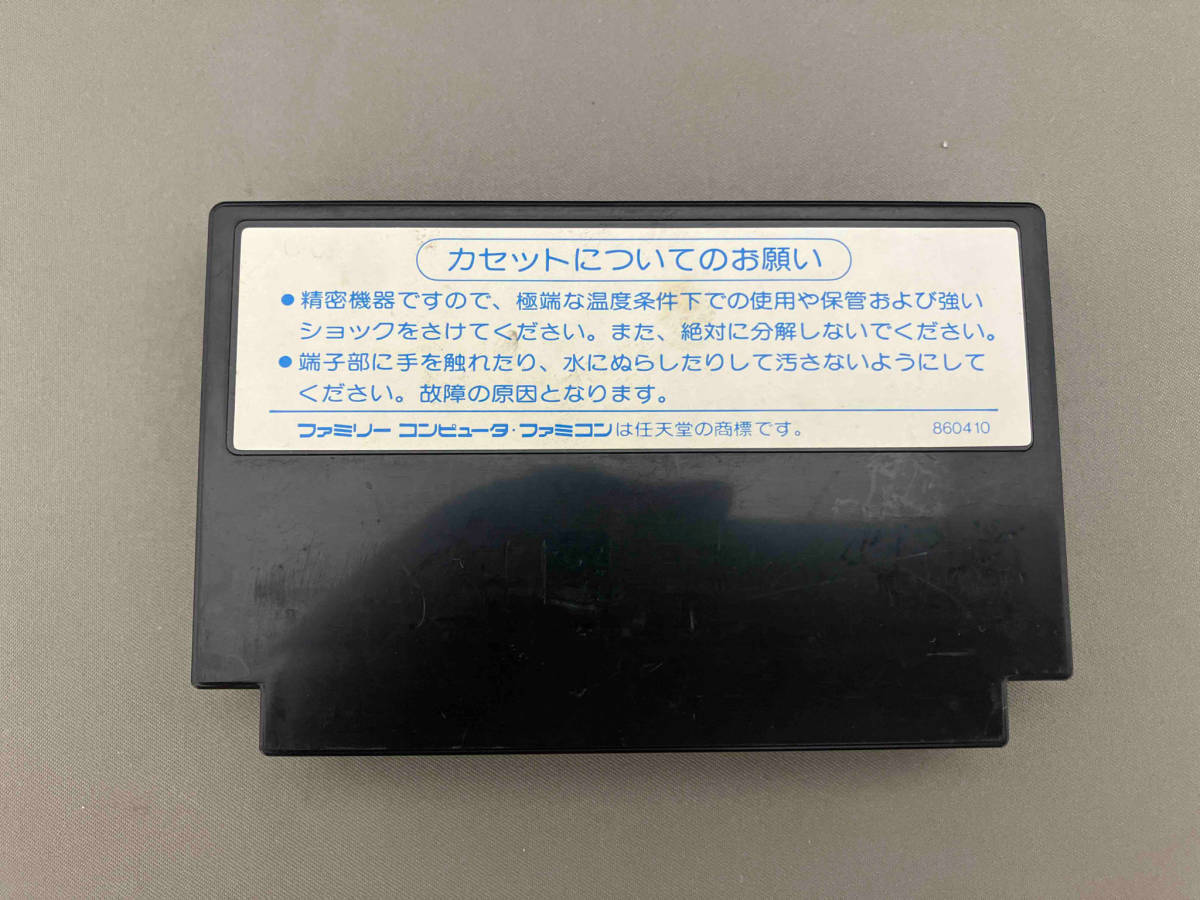 カセットについてのお願い
●精密機器ですので、極端な温度条件下での使用や保管および強い
ショックをさけてください。また、絶対に分解しないでください。
●端子部に手を触れたり、水にぬらしたりして汚さないようにして
ください。故障の原因となります。
ファミリー コンピュータ・ファミコンは任天堂の商標です。 860410